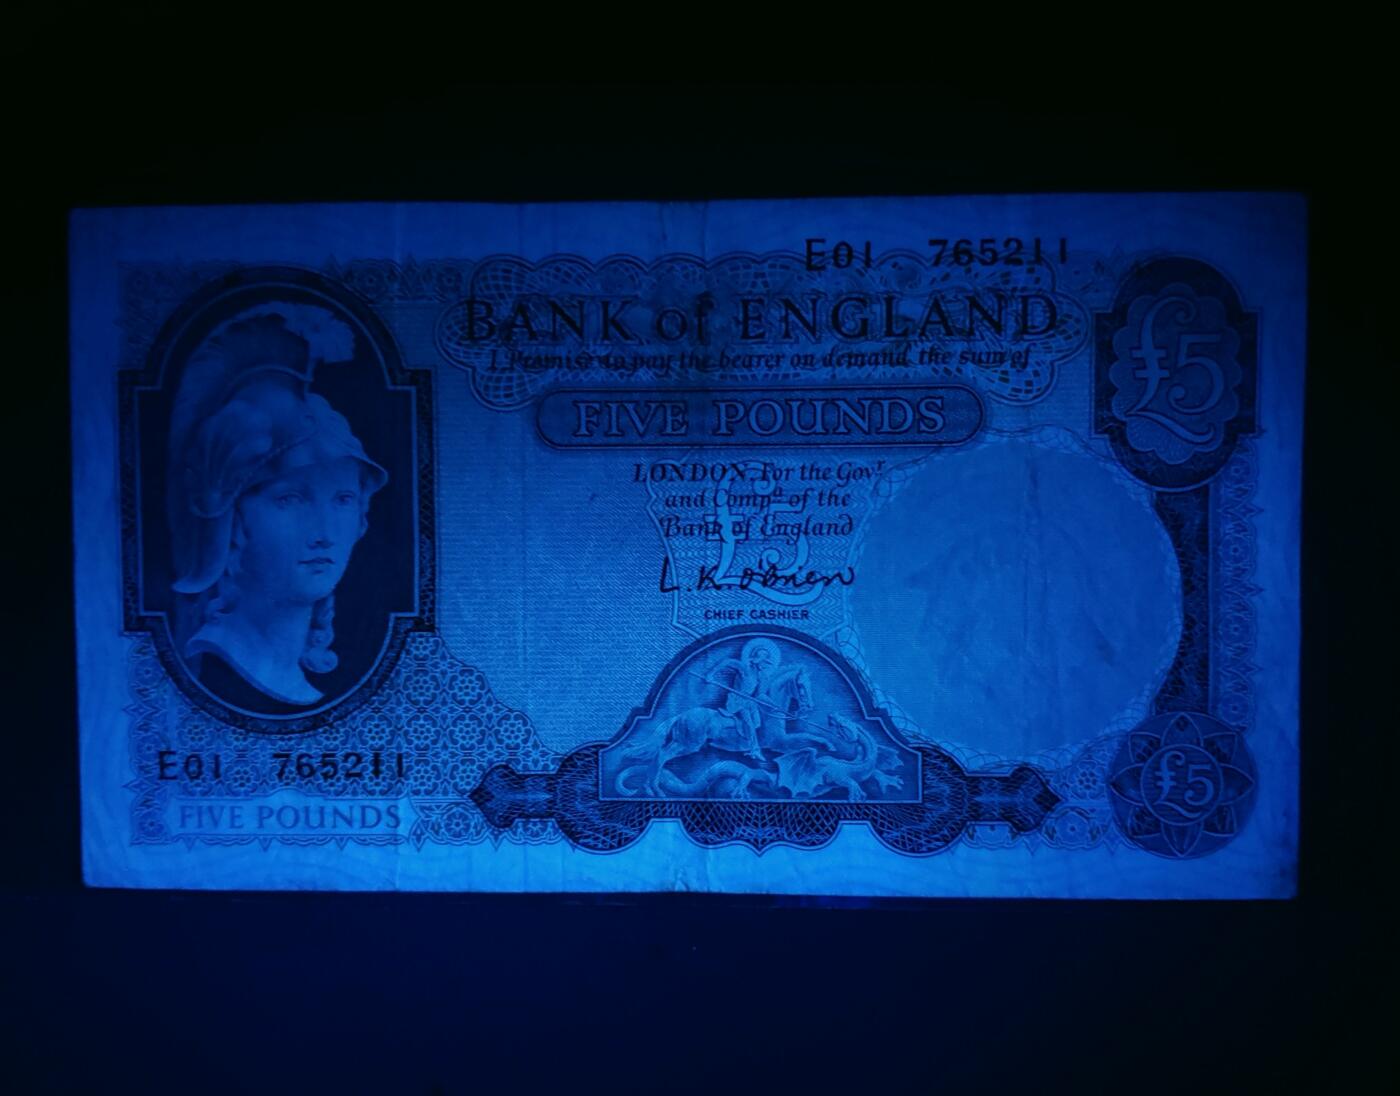 E01 765211
BANK of ENGLAND
I Promise to pay the bearer on demand the sum of
£5
FIVE POUNDS
LONDON, For the Govʳ
and Compᵃ of the
Bank of England
£5
L.K. O'Brien
CHIEF CASHIER
E01 765211
FIVE POUNDS
£5